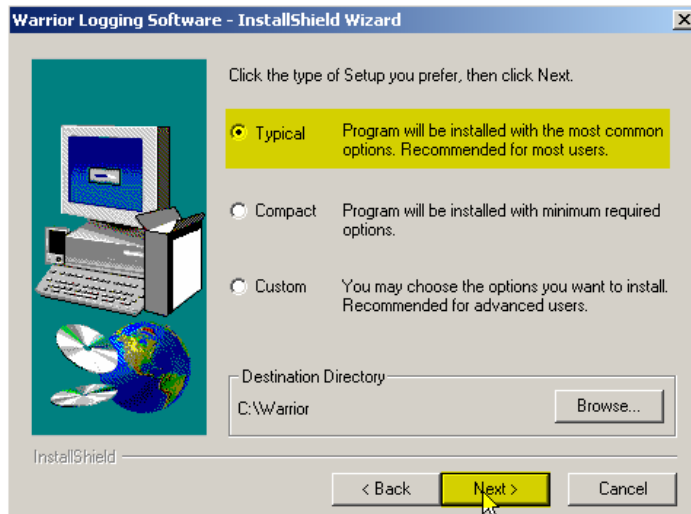 Warrior Logging Software - InstallShield Wizard
Click the type of Setup you prefer, then click Next.
Typical
Program will be installed with the most common
options. Recommended for most users.
Compact
Program will be installed with minimum required
options.
Custom
You may choose the options you want to install.
Recommended for advanced users.
Destination Directory
C:\Warrior
Browse...
InstallShield
< Back
Next >
Cancel